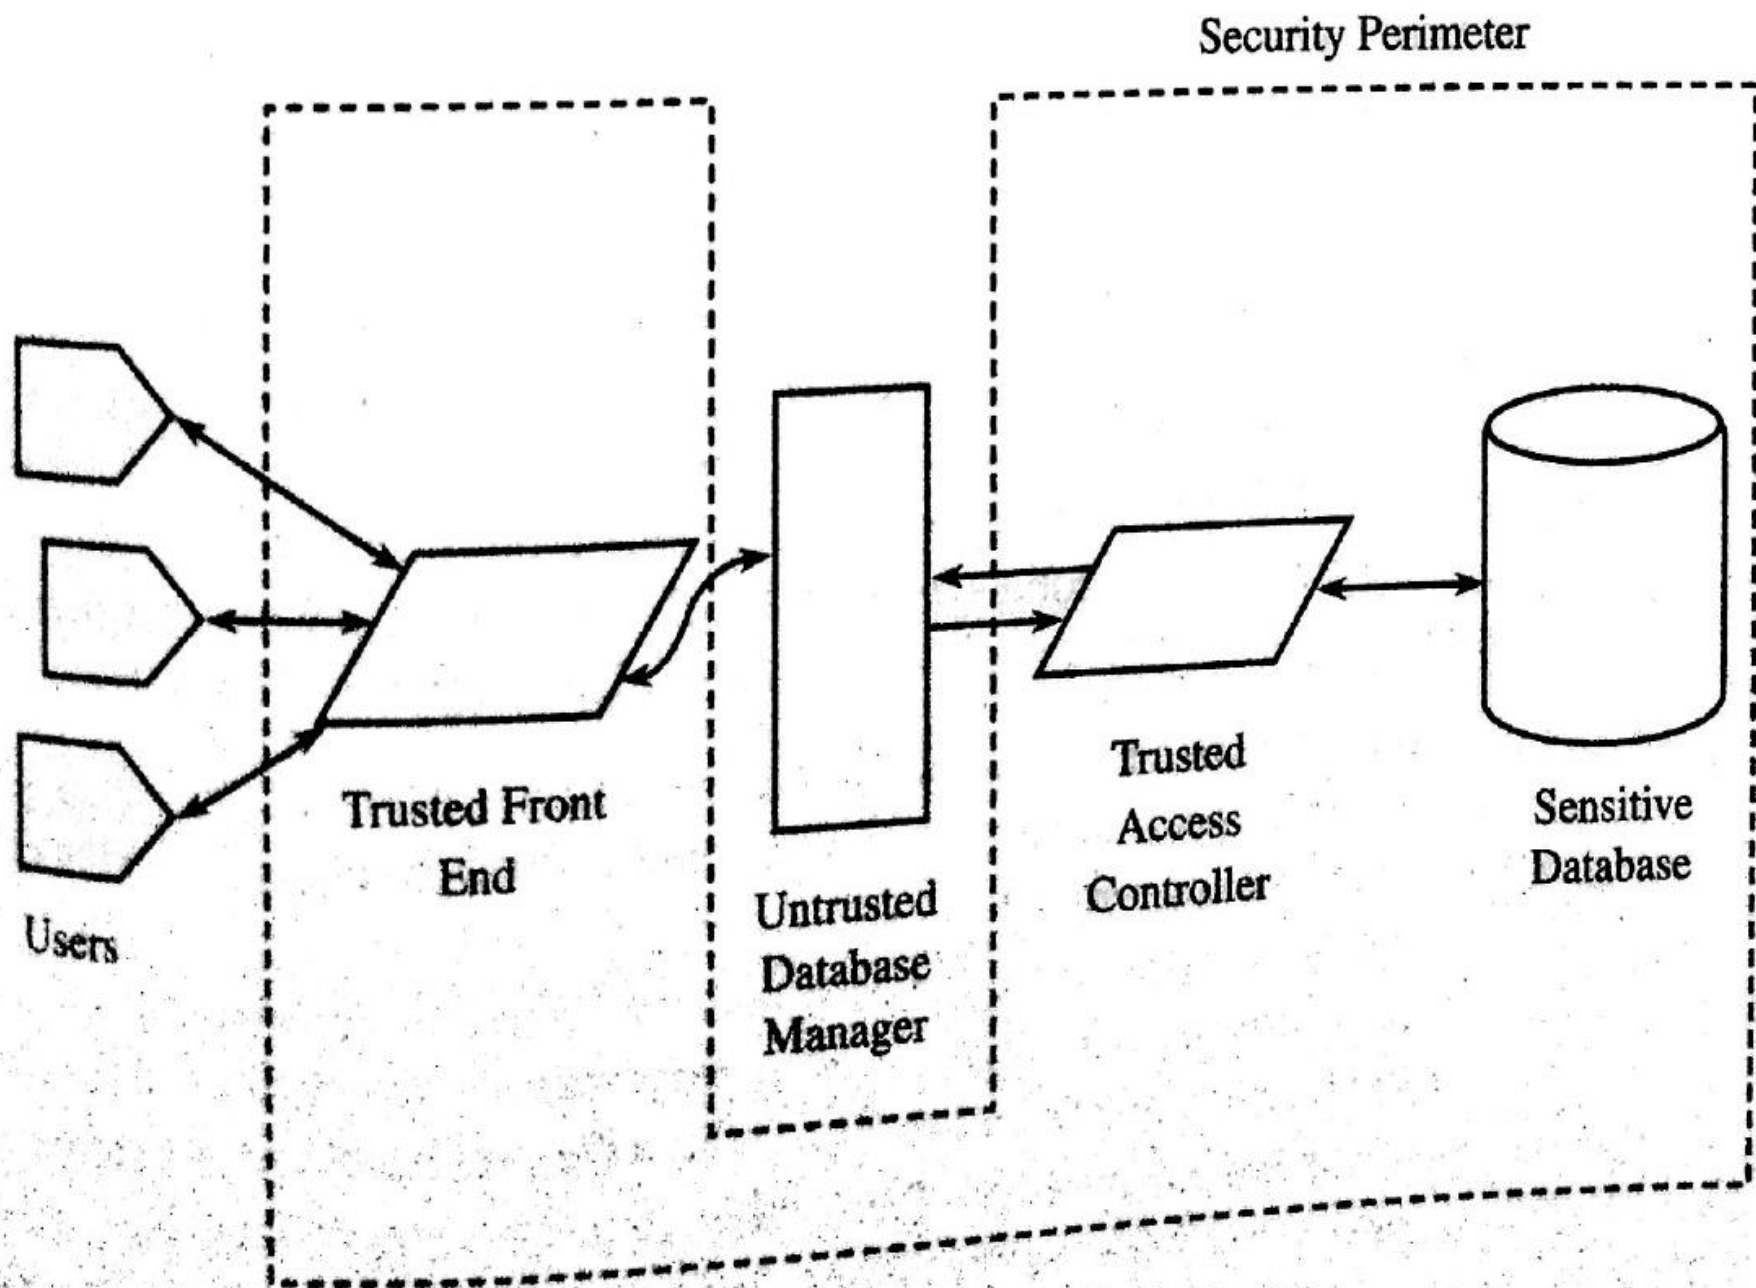 Security Perimeter
Users
Trusted Front
End
Untrusted
Database
Manager
Trusted
Access
Controller
Sensitive
Database